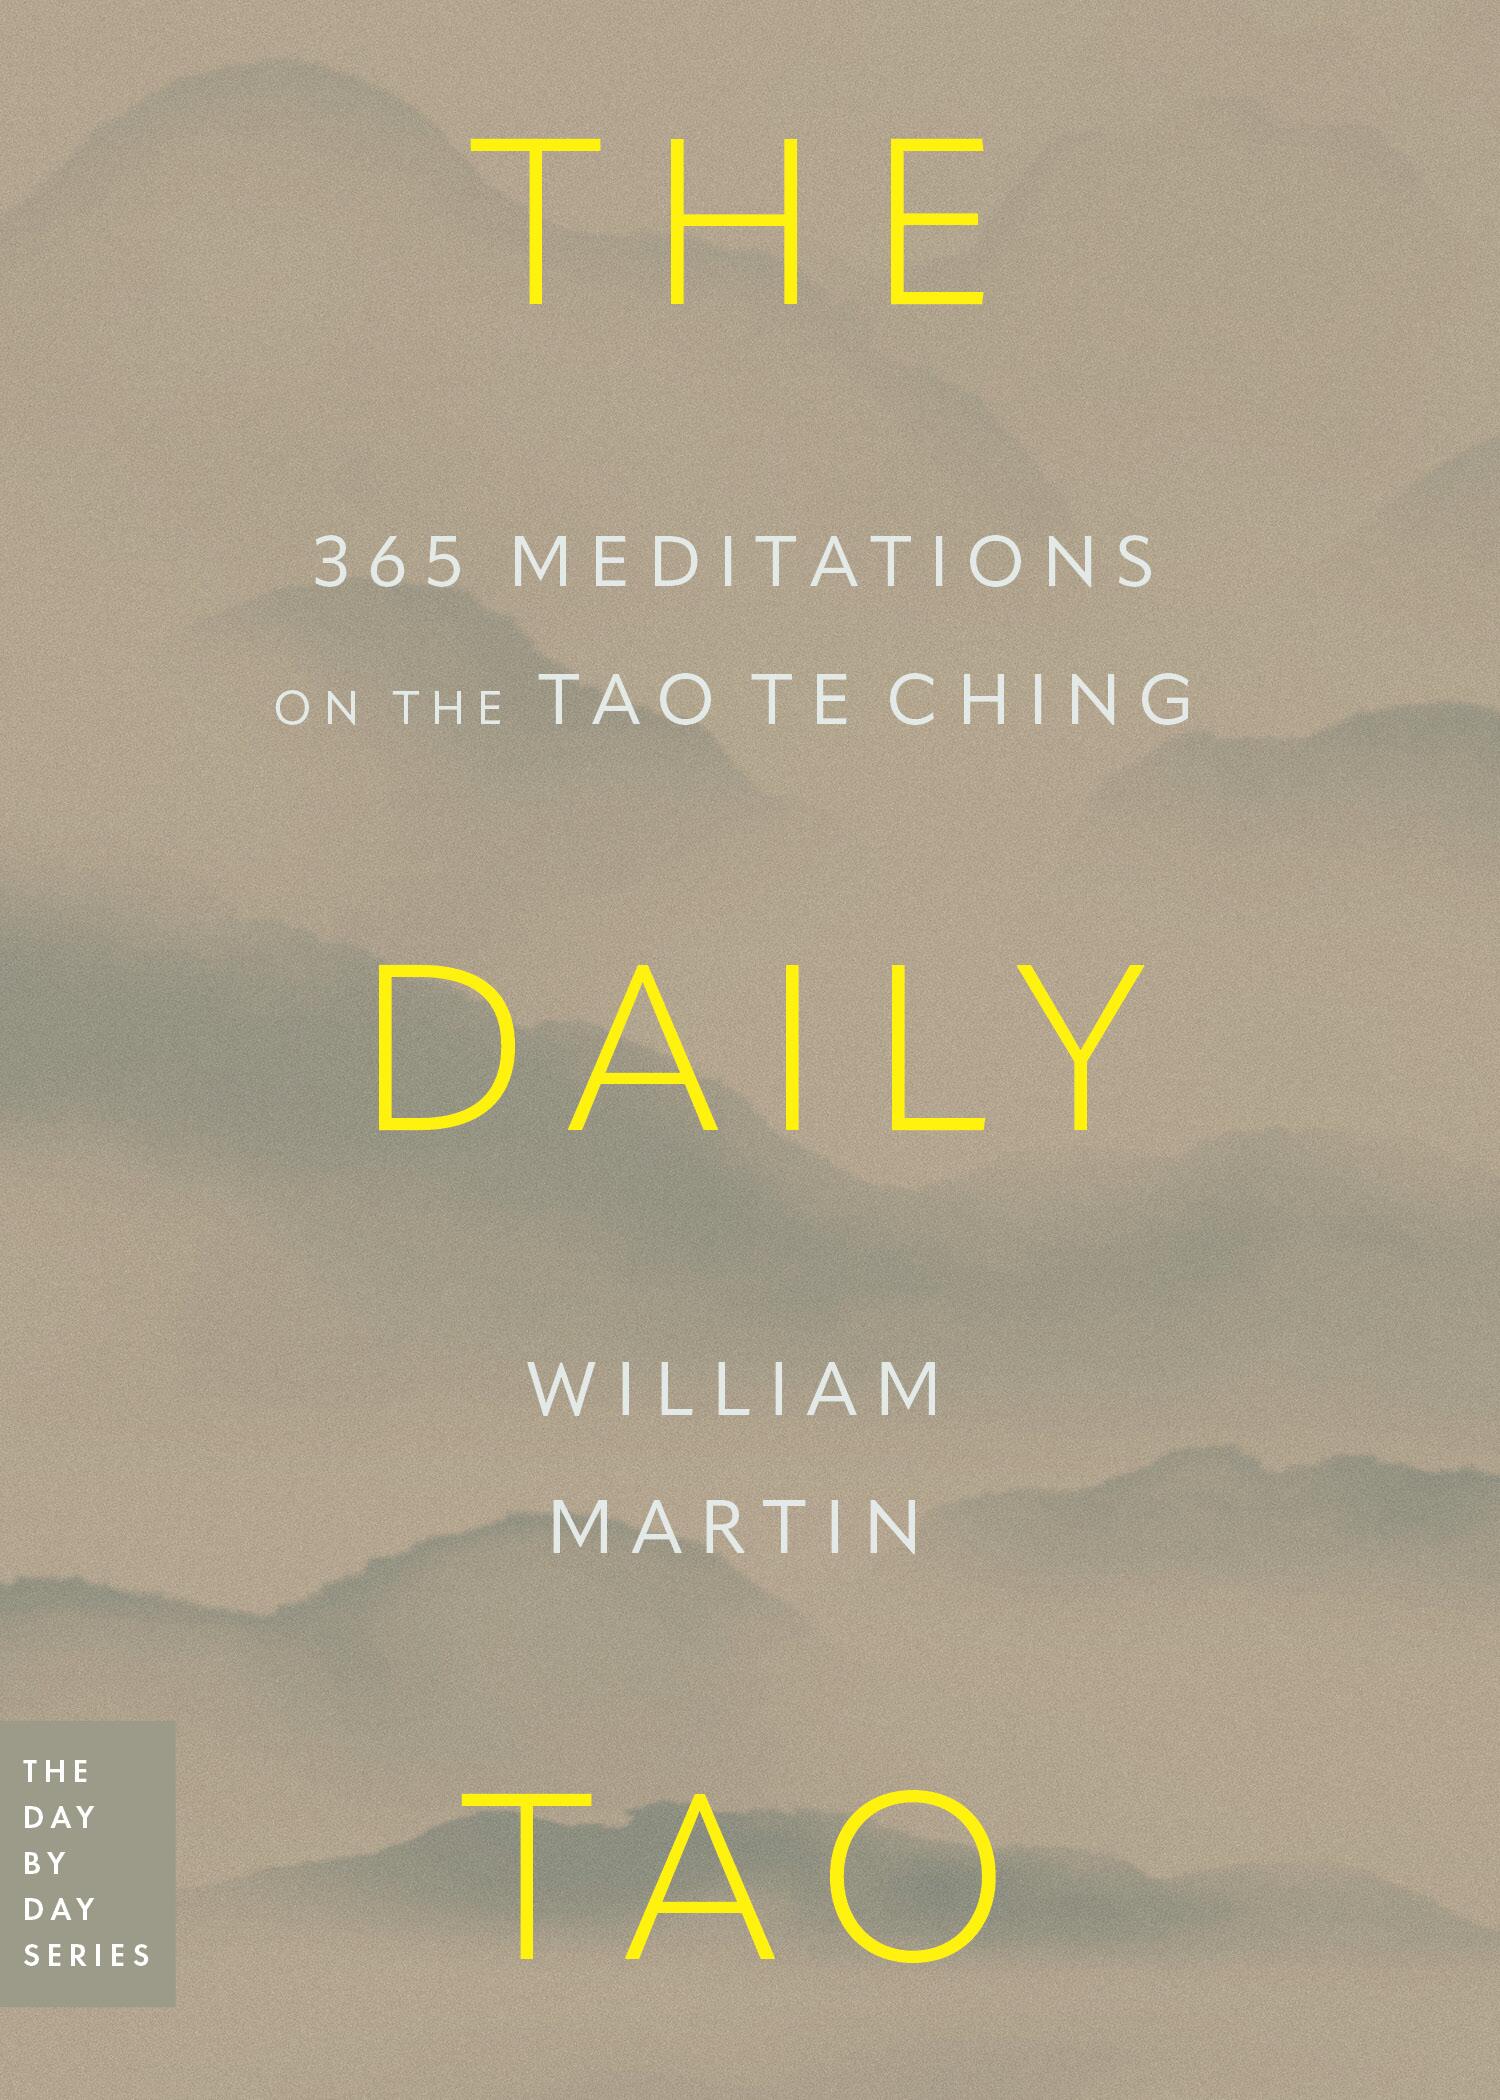 THE
365 MEDITATIONS
ON THE TAO TE CHING
DAILY
WILLIAM
MARTIN
TAO
THE
DAY
BY
DAY
SERIES